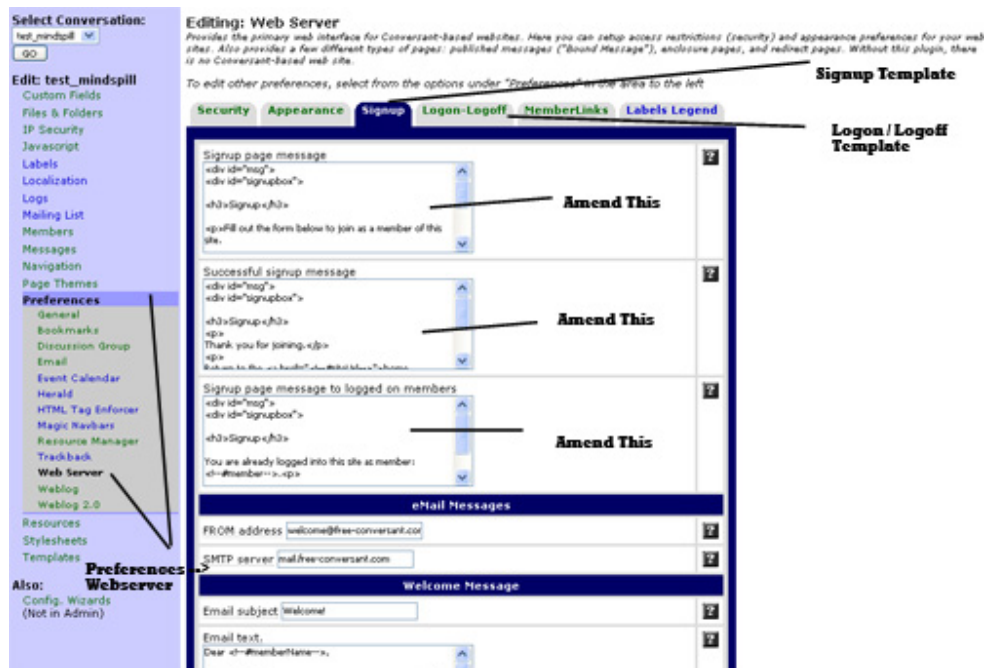 Select Conversation:
test_mindspill
GO
Edit: test_mindspill
Custom Fields
Files & Folders
IP Security
Javascript
Labels
Localization
Logs
Mailing List
Members
Messages
Navigation
Page Themes
Preferences
General
Bookmarks
Discussion Group
Email
Event Calendar
Herald
HTML Tag Enforcer
Magic Navbars
Resource Manager
Trackback
Web Server
Weblog
Weblog 2.0
Resources
Stylesheets
Templates
Preferences -->
Webserver
Also:
Config. Wizards
(Not in Admin)
Editing: Web Server
Provides the primary web interface for Conversant-based websites. Here you can setup access restrictions (security) and appearance preferences for your web
sites. Also provides a few different types of pages: published messages ("Bound Message"), enclosure pages, and redirect pages. Without this plugin, there
is no Conversant-based web site.
To edit other preferences, select from the options under "Preferences" in the area to the left
Signup Template
Security Appearance Signup Logon-Logoff MemberLinks Labels Legend
Logon/Logoff
Template
Signup page message
<div id="msg">
<div id="signupbox">
<h3>Signup</h3>
<p>Fill out the form below to join as a member of this
site.
Amend This
Successful signup message
<div id="msg">
<div id="signupbox">
<h3>Signup</h3>
<p>
Thank you for joining.</p>
<p>
Amend This
Signup page message to logged on members
<div id="msg">
<div id="signupbox">
<h3>Signup</h3>
You are already logged into this site as member:
<!--#member-->.<p>
Amend This
eMail Messages
FROM address welcome@free-conversant.com
SMTP server mail.free-conversant.com
Welcome Message
Email subject Welcome!
Email text.
Dear <!--#memberName-->,